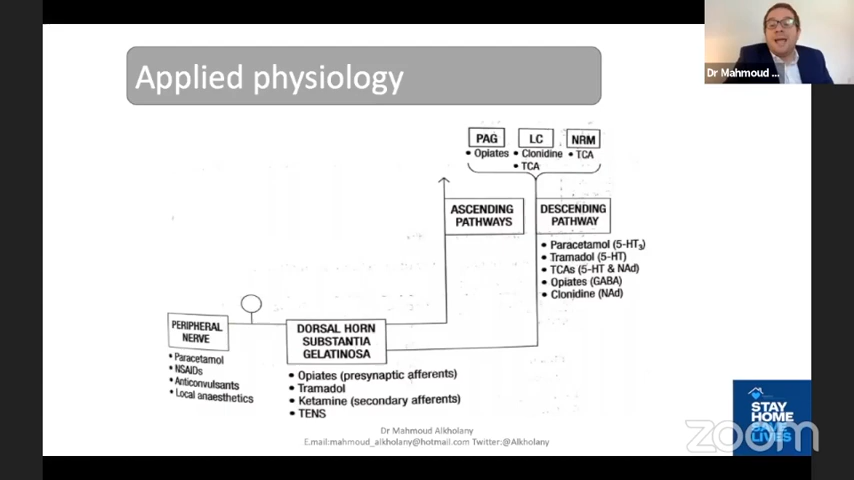 Applied physiology
Dr Mahmoud ...
PAG
• Opiates
LC
• Clonidine
• TCA
NRM
• TCA
ASCENDING
PATHWAYS
DESCENDING
PATHWAY
• Paracetamol (5-HT₃)
• Tramadol (5-HT)
• TCAs (5-HT & NAd)
• Opiates (GABA)
• Clonidine (NAd)
PERIPHERAL
NERVE
• Paracetamol
• NSAIDs
• Anticonvulsants
• Local anaesthetics
DORSAL HORN
SUBSTANTIA
GELATINOSA
• Opiates (presynaptic afferents)
• Tramadol
• Ketamine (secondary afferents)
• TENS
Dr Mahmoud Alkholany
E.mail:mahmoud_alkholany@hotmail.com Twitter:@Alkholany
STAY
HOME
SAVE
LIVES
zoom